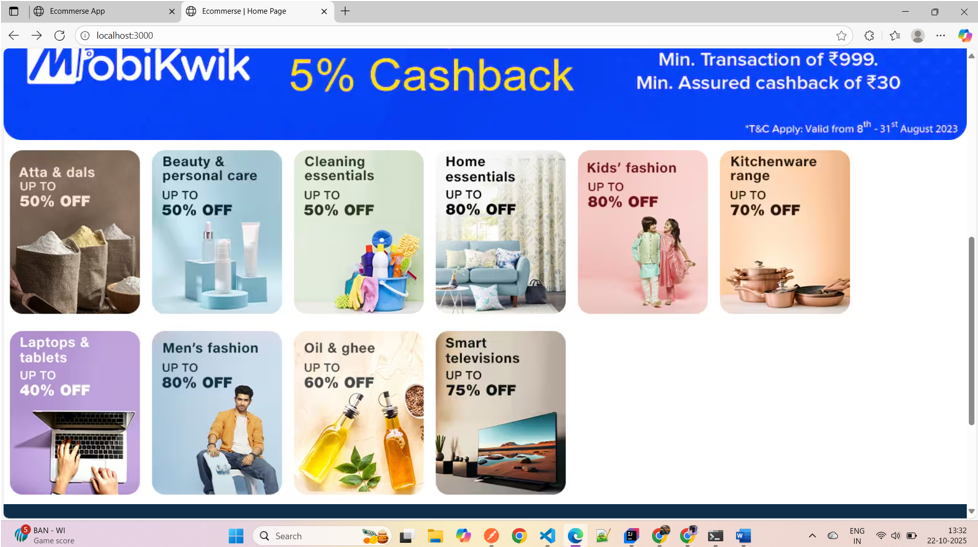 Ecommerse App
Ecommerse | Home Page
localhost:3000
MobiKwik
5% Cashback
Min. Transaction of ₹999.
Min. Assured cashback of ₹30
*T&C Apply: Valid from 8th - 31st August 2023
Atta & dals
UP TO
50% OFF
Beauty &
personal care
UP TO
50% OFF
Cleaning
essentials
UP TO
50% OFF
Home
essentials
UP TO
80% OFF
Kids' fashion
UP TO
80% OFF
Kitchenware
range
UP TO
70% OFF
Laptops &
tablets
UP TO
40% OFF
Men's fashion
UP TO
80% OFF
Oil & ghee
UP TO
60% OFF
Smart
televisions
UP TO
75% OFF
5
BAN - WI
Game score
Search
ENG
IN
13:32
22-10-2025